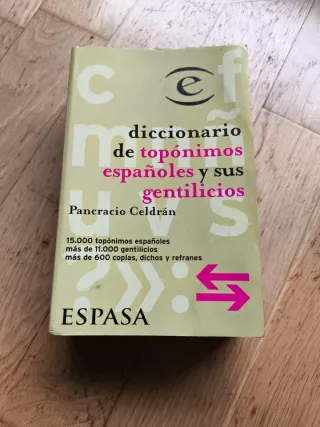 e
diccionario
de topónimos
españoles y sus
gentilicios
Pancracio Celdrán
15.000 topónimos españoles
más de 11.000 gentilicios
más de 600 coplas, dichos y refranes
ESPASA